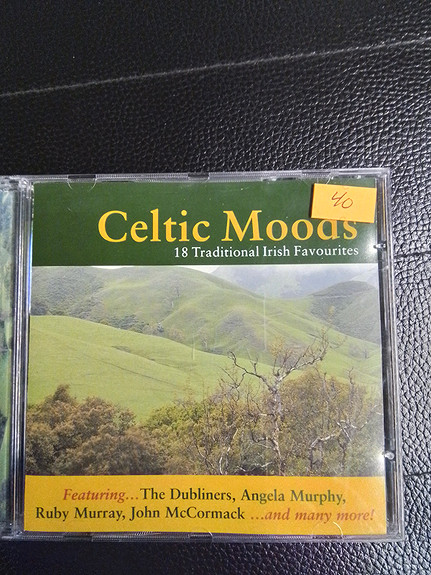 40
Celtic Moods
18 Traditional Irish Favourites
Featuring...The Dubliners, Angela Murphy,
Ruby Murray, John McCormack ...and many more!